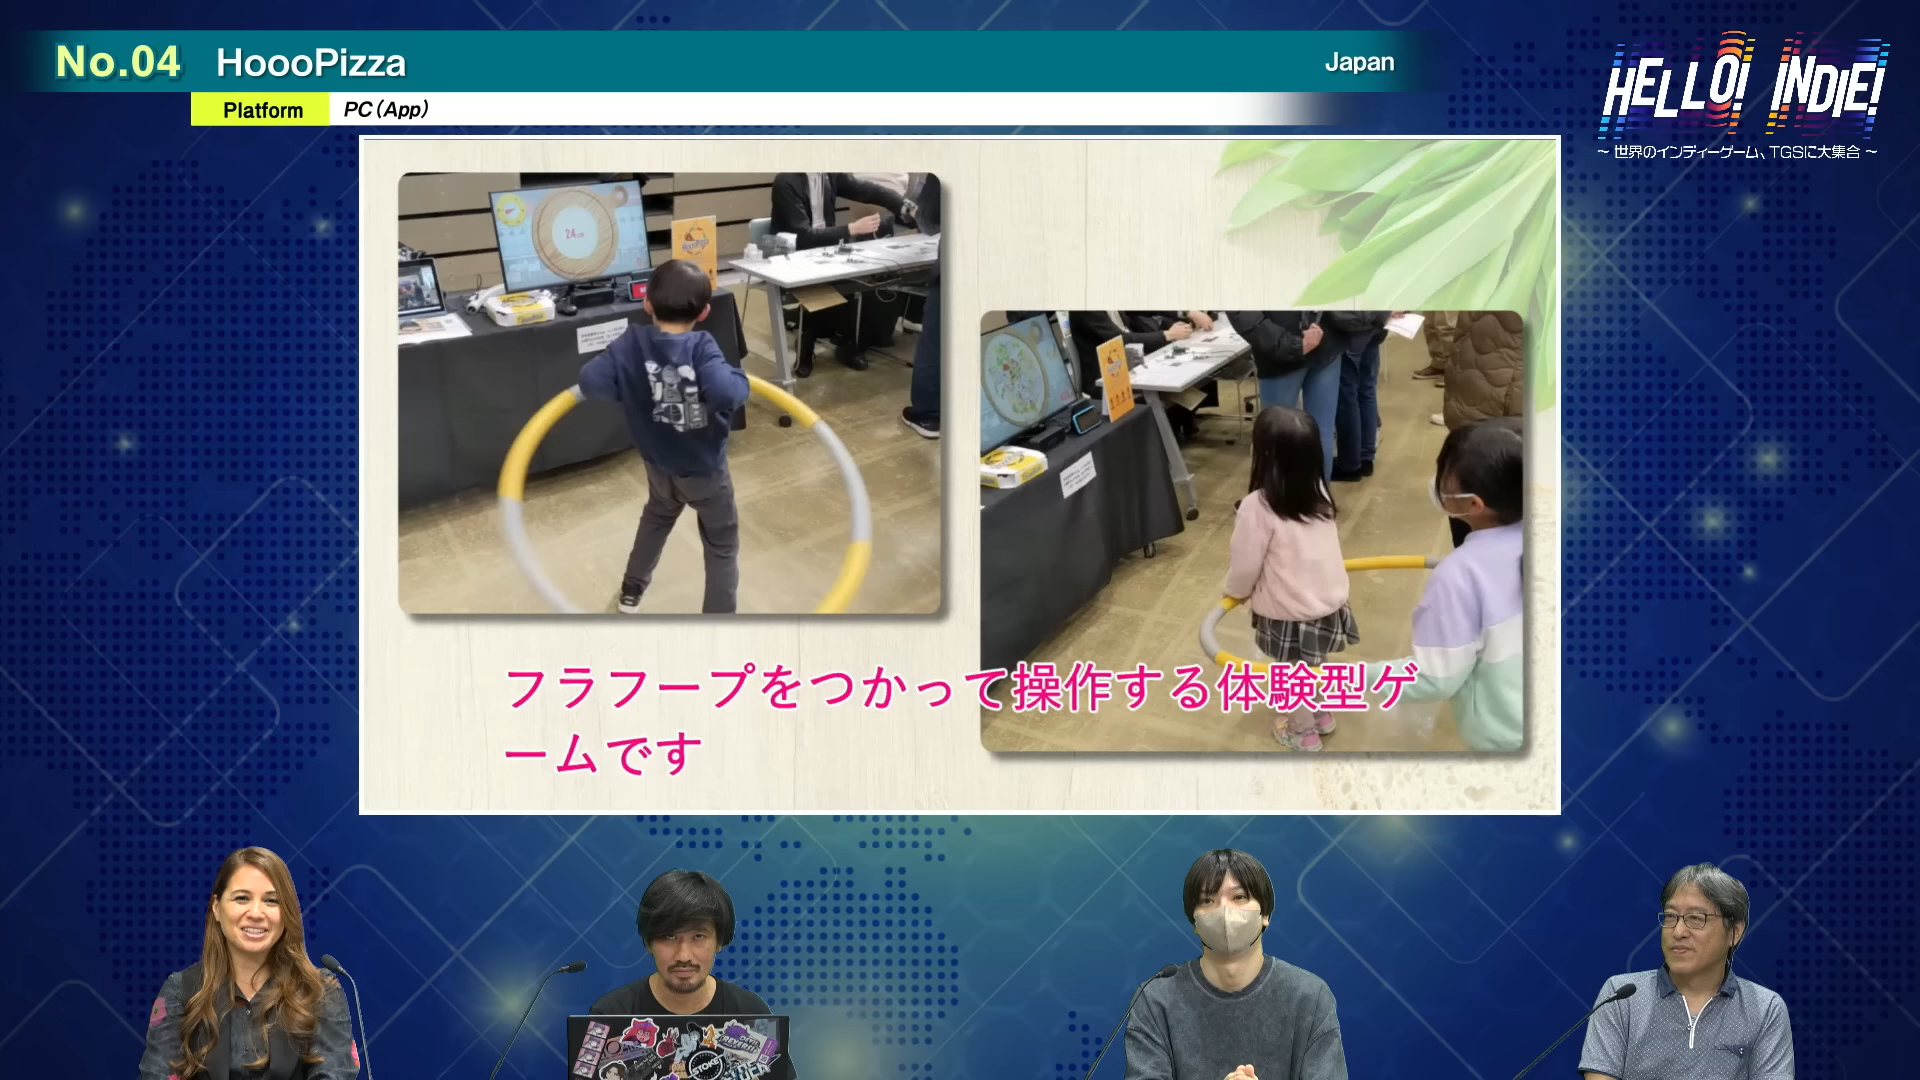 No.04 HoooPizza Japan
Platform PC(App)
HELLO! INDIE!
～ 世界のインディーゲーム、TGSに大集合 ～
24
フラフープをつかって操作する体験型ゲ
ームです
STOKE